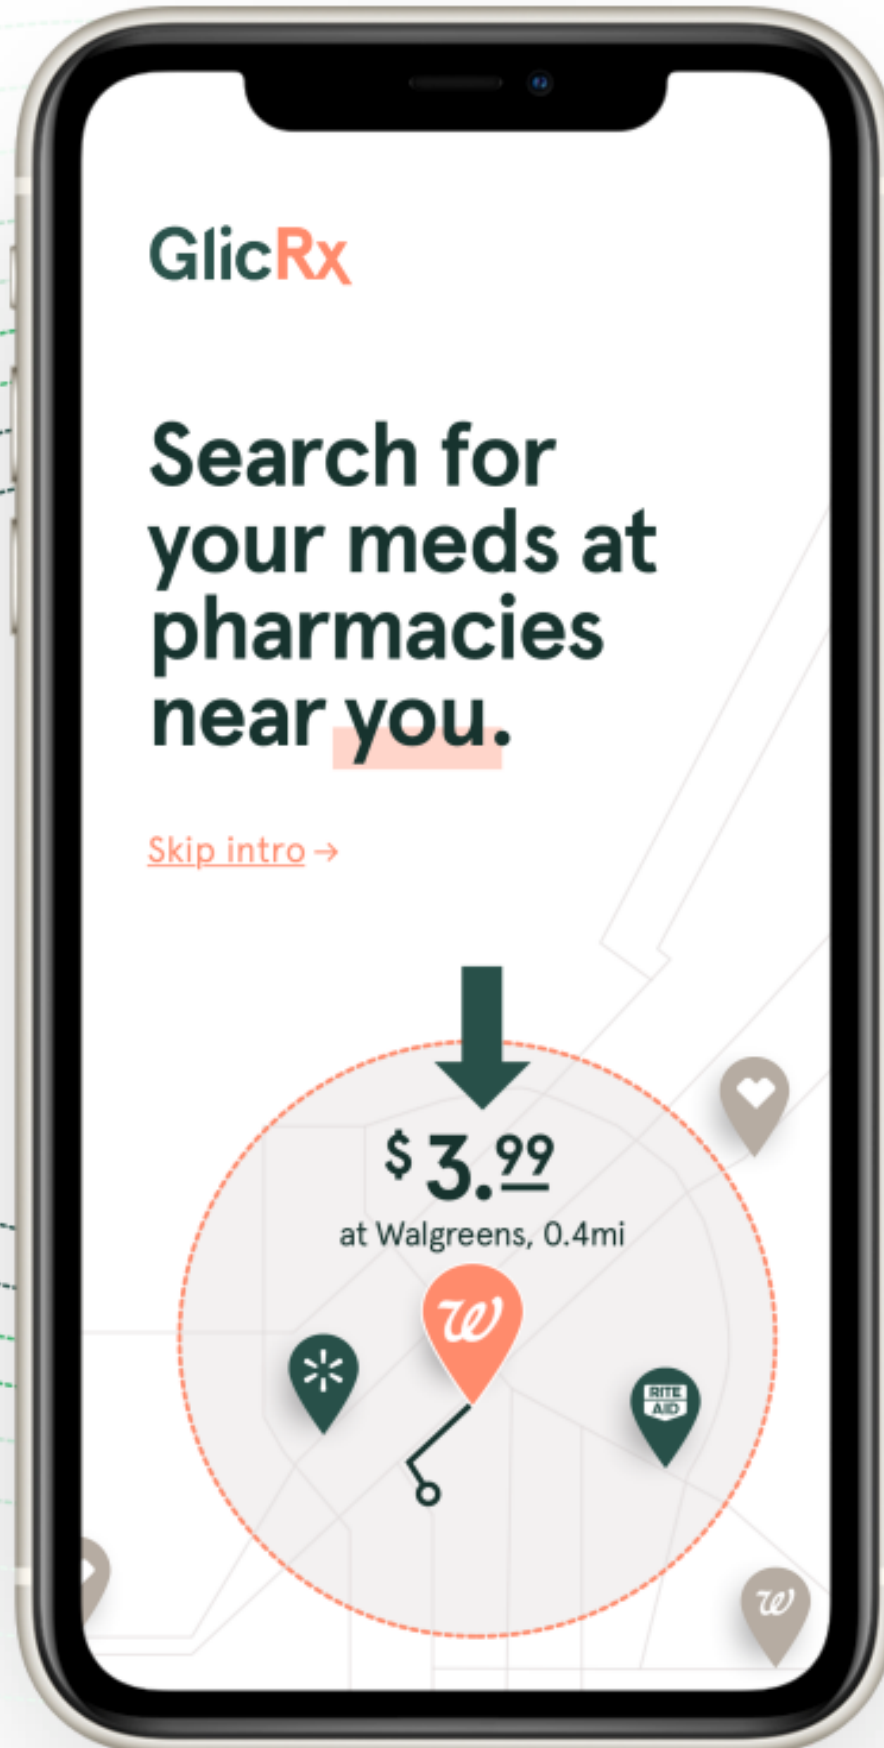 GlicRx
Search for
your meds at
pharmacies
near you.
Skip intro →
$3.99
at Walgreens, 0.4mi
W
RITE
AID
W